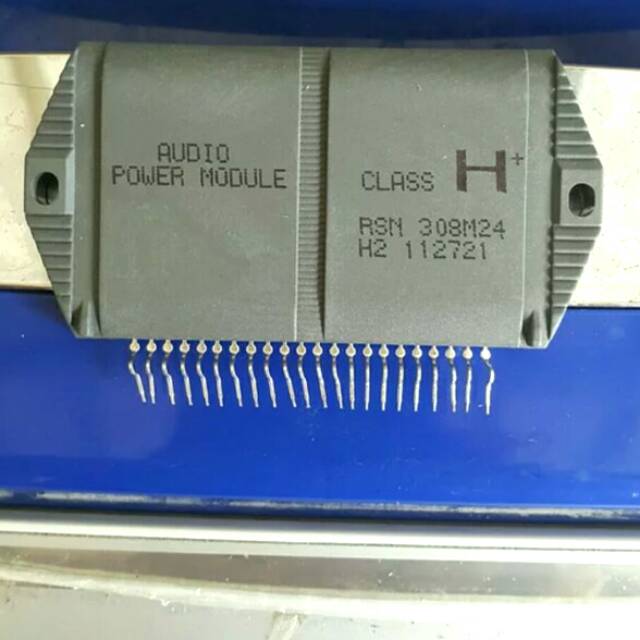 AUDIO
POWER MODULE
CLASS H+
RSN 308M24
H2 112721